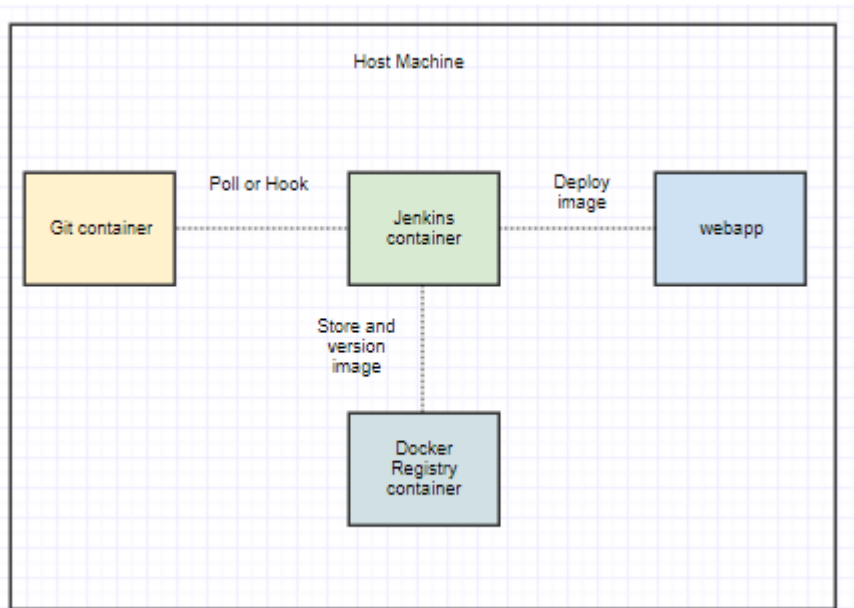 Host Machine
Poll or Hook
Deploy
image
Git container
Jenkins
container
webapp
Store and
version
image
Docker
Registry
container